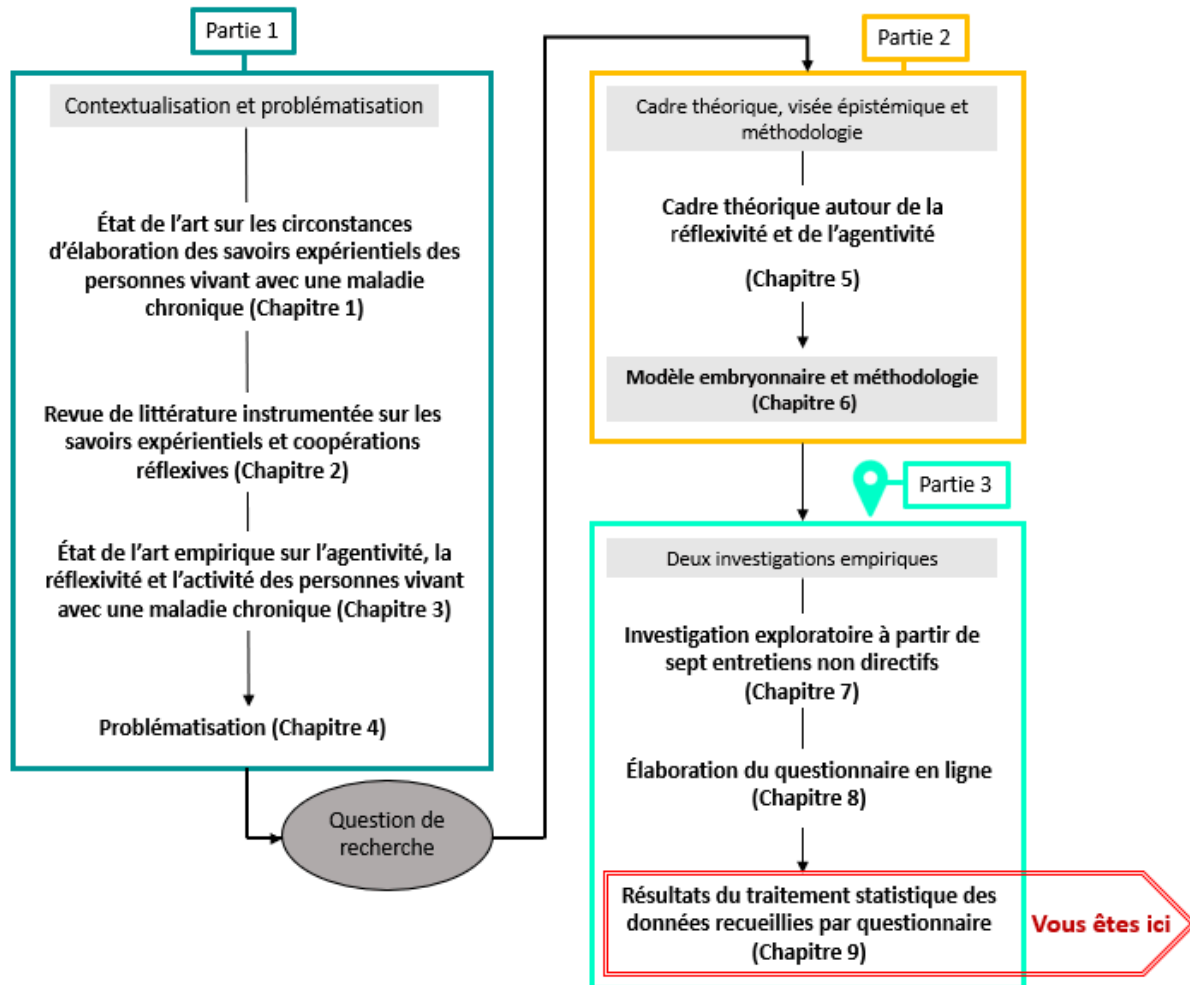 Partie 1
Contextualisation et problématisation
État de l’art sur les circonstances
d’élaboration des savoirs expérientiels des
personnes vivant avec une maladie
chronique (Chapitre 1)
Revue de littérature instrumentée sur les
savoirs expérientiels et coopérations
réflexives (Chapitre 2)
État de l’art empirique sur l’agentivité, la
réflexivité et l’activité des personnes vivant
avec une maladie chronique (Chapitre 3)
Problématisation (Chapitre 4)
Question de
recherche
Partie 2
Cadre théorique, visée épistémique et
méthodologie
Cadre théorique autour de la
réflexivité et de l’agentivité
(Chapitre 5)
Modèle embryonnaire et méthodologie
(Chapitre 6)
Partie 3
Deux investigations empiriques
Investigation exploratoire à partir de
sept entretiens non directifs
(Chapitre 7)
Élaboration du questionnaire en ligne
(Chapitre 8)
Résultats du traitement statistique des
données recueillies par questionnaire
(Chapitre 9)
Vous êtes ici